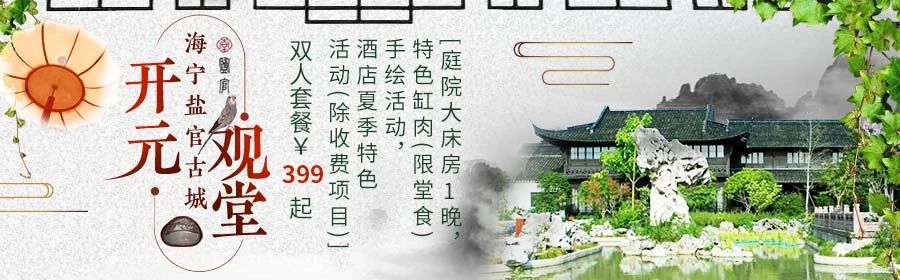 海宁盐官古城
开元
观堂
[庭院大床房1晚，
特色缸肉(限堂食)
手绘活动，
酒店夏季特色
活动(除收费项目)]
双人套餐￥399起